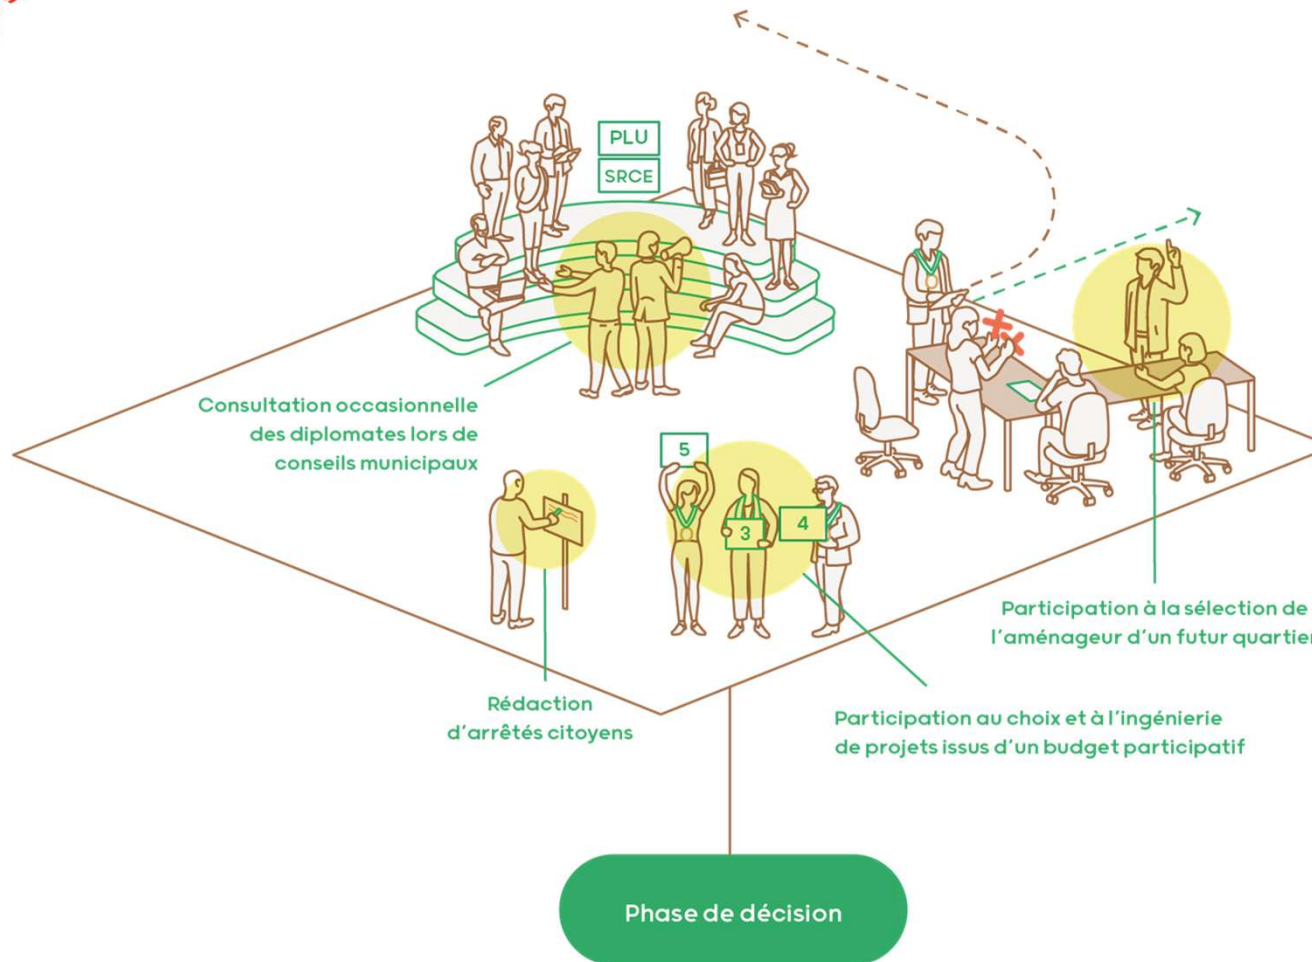 PLU
SRCE
Consultation occasionnelle
des diplomates lors de
conseils municipaux
5
3
4
Participation à la sélection de
l'aménageur d'un futur quartier
Rédaction
d'arrêtés citoyens
Participation au choix et à l'ingénierie
de projets issus d'un budget participatif
Phase de décision